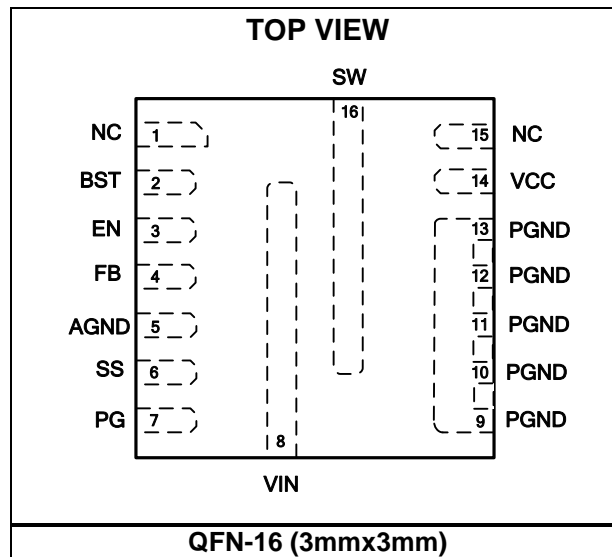 TOP VIEW
SW
16
NC 1 15 NC
BST 2 14 VCC
EN 3 13 PGND
FB 4 12 PGND
AGND 5 11 PGND
SS 6 10 PGND
PG 7 9 PGND
8
VIN
QFN-16 (3mmx3mm)